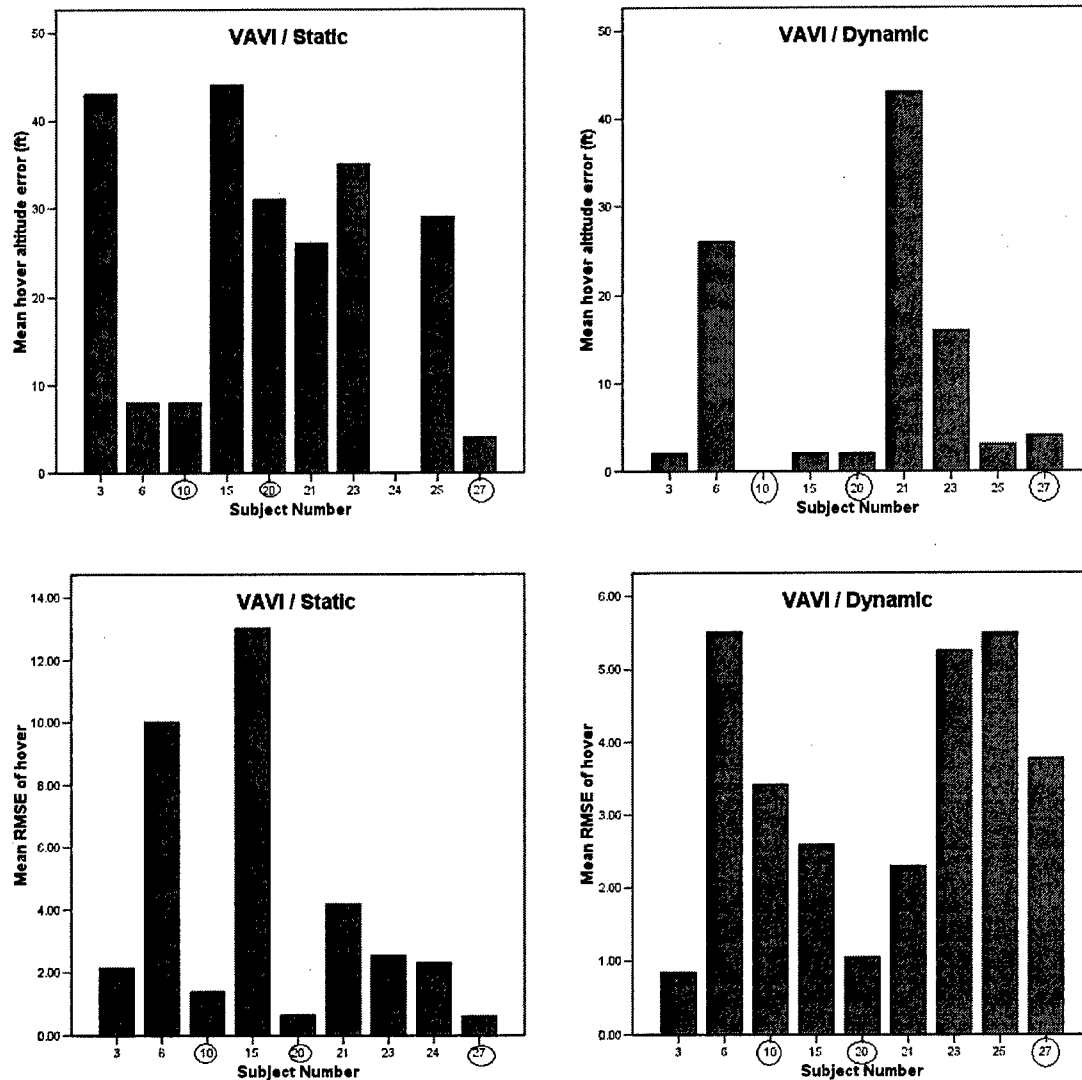 VAVI / Static
Mean hover altitude error (ft)
50
40
30
20
10
0
3 6 10 15 20 21 23 24 25 27
Subject Number
VAVI / Dynamic
Mean hover altitude error (ft)
50
40
30
20
10
0
3 6 10 15 20 21 23 25 27
Subject Number
VAVI / Static
Mean RMSE of hover
14.00
12.00
10.00
8.00
6.00
4.00
2.00
0.00
3 6 10 15 20 21 23 24 27
Subject Number
VAVI / Dynamic
Mean RMSE of hover
6.00
5.00
4.00
3.00
2.00
1.00
0.00
3 6 10 15 20 21 23 25 27
Subject Number